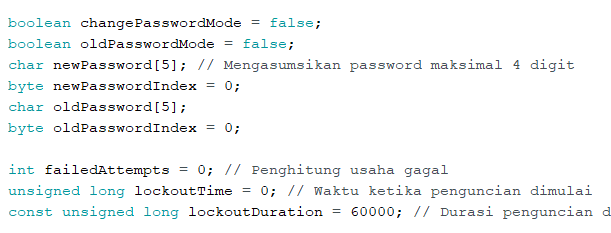 boolean changePasswordMode = false;
boolean oldPasswordMode = false;
char newPassword[5]; // Mengasumsikan password maksimal 4 digit
byte newPasswordIndex = 0;
char oldPassword[5];
byte oldPasswordIndex = 0;
int failedAttempts = 0; // Penghitung usaha gagal
unsigned long lockoutTime = 0; // Waktu ketika penguncian dimulai
const unsigned long lockoutDuration = 60000; // Durasi penguncian d